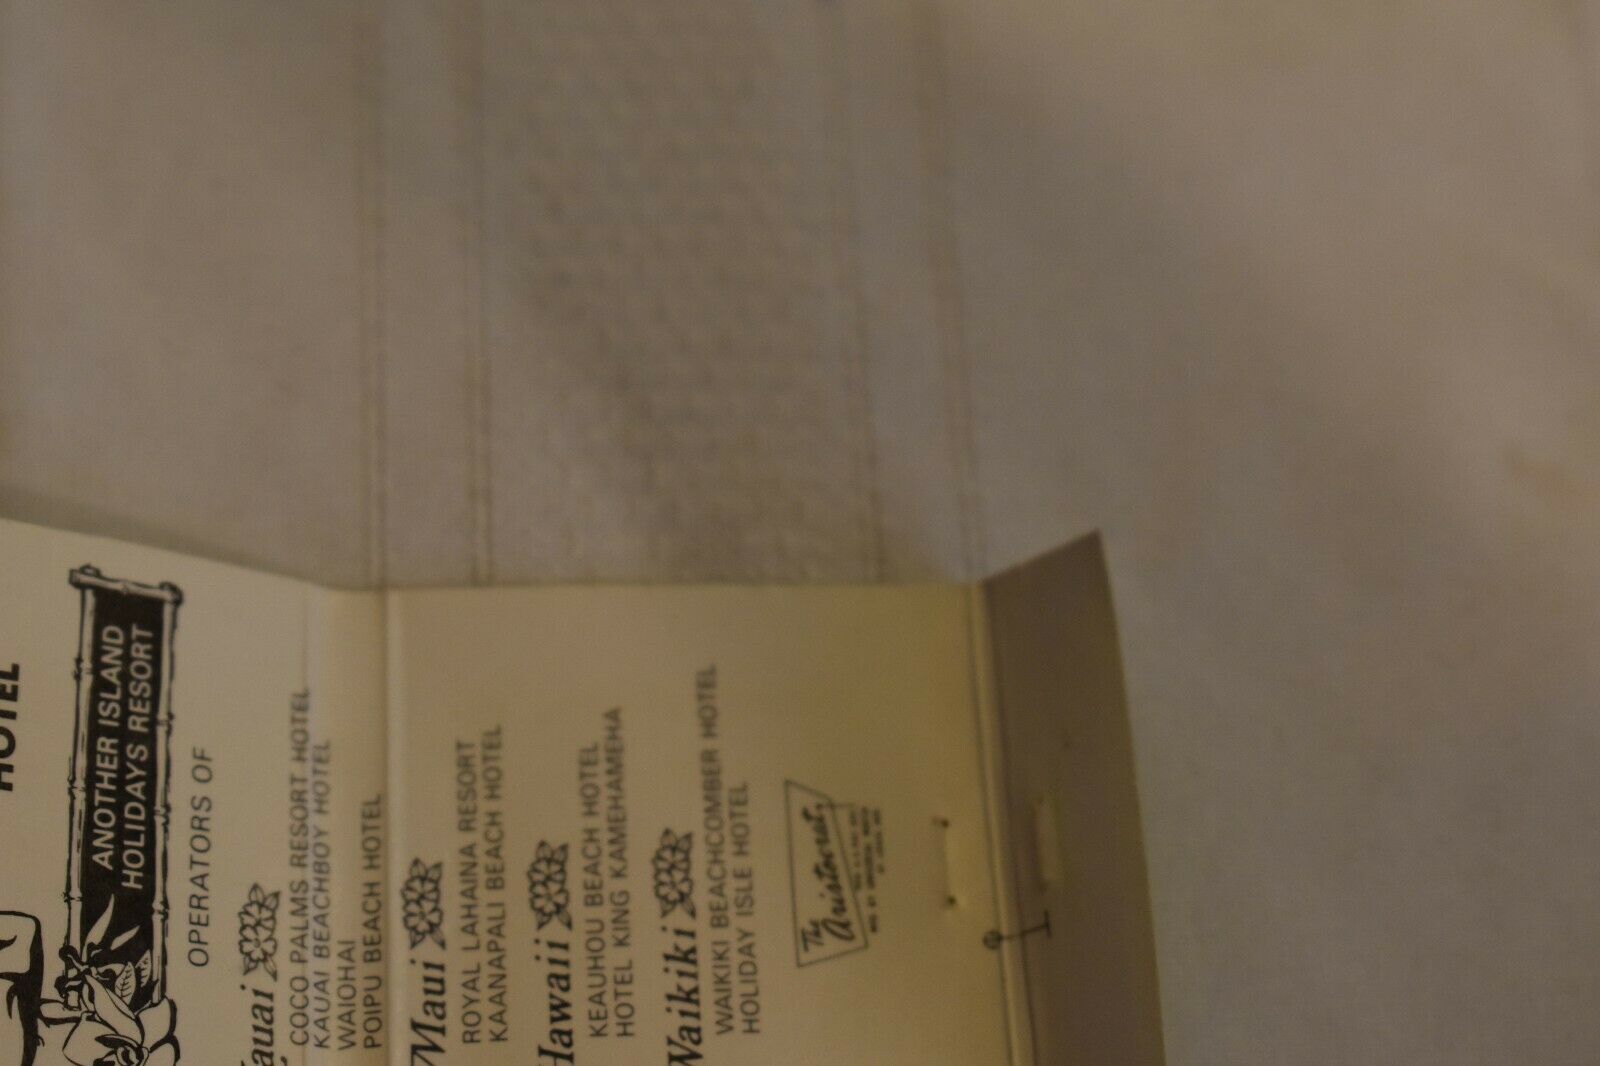 HOTEL
ANOTHER ISLAND
HOLIDAYS RESORT
OPERATORS OF
Kauai
COCO PALMS RESORT HOTEL
KAUAI BEACHBOY HOTEL
WAIOHAI
POIPU BEACH HOTEL
Maui
ROYAL LAHAINA RESORT
KAANAPALI BEACH HOTEL
Hawaii
KEAUHOU BEACH HOTEL
HOTEL KING KAMEHAMEHA
Waikiki
WAIKIKI BEACHCOMBER HOTEL
HOLIDAY ISLE HOTEL
The
Aristocrat